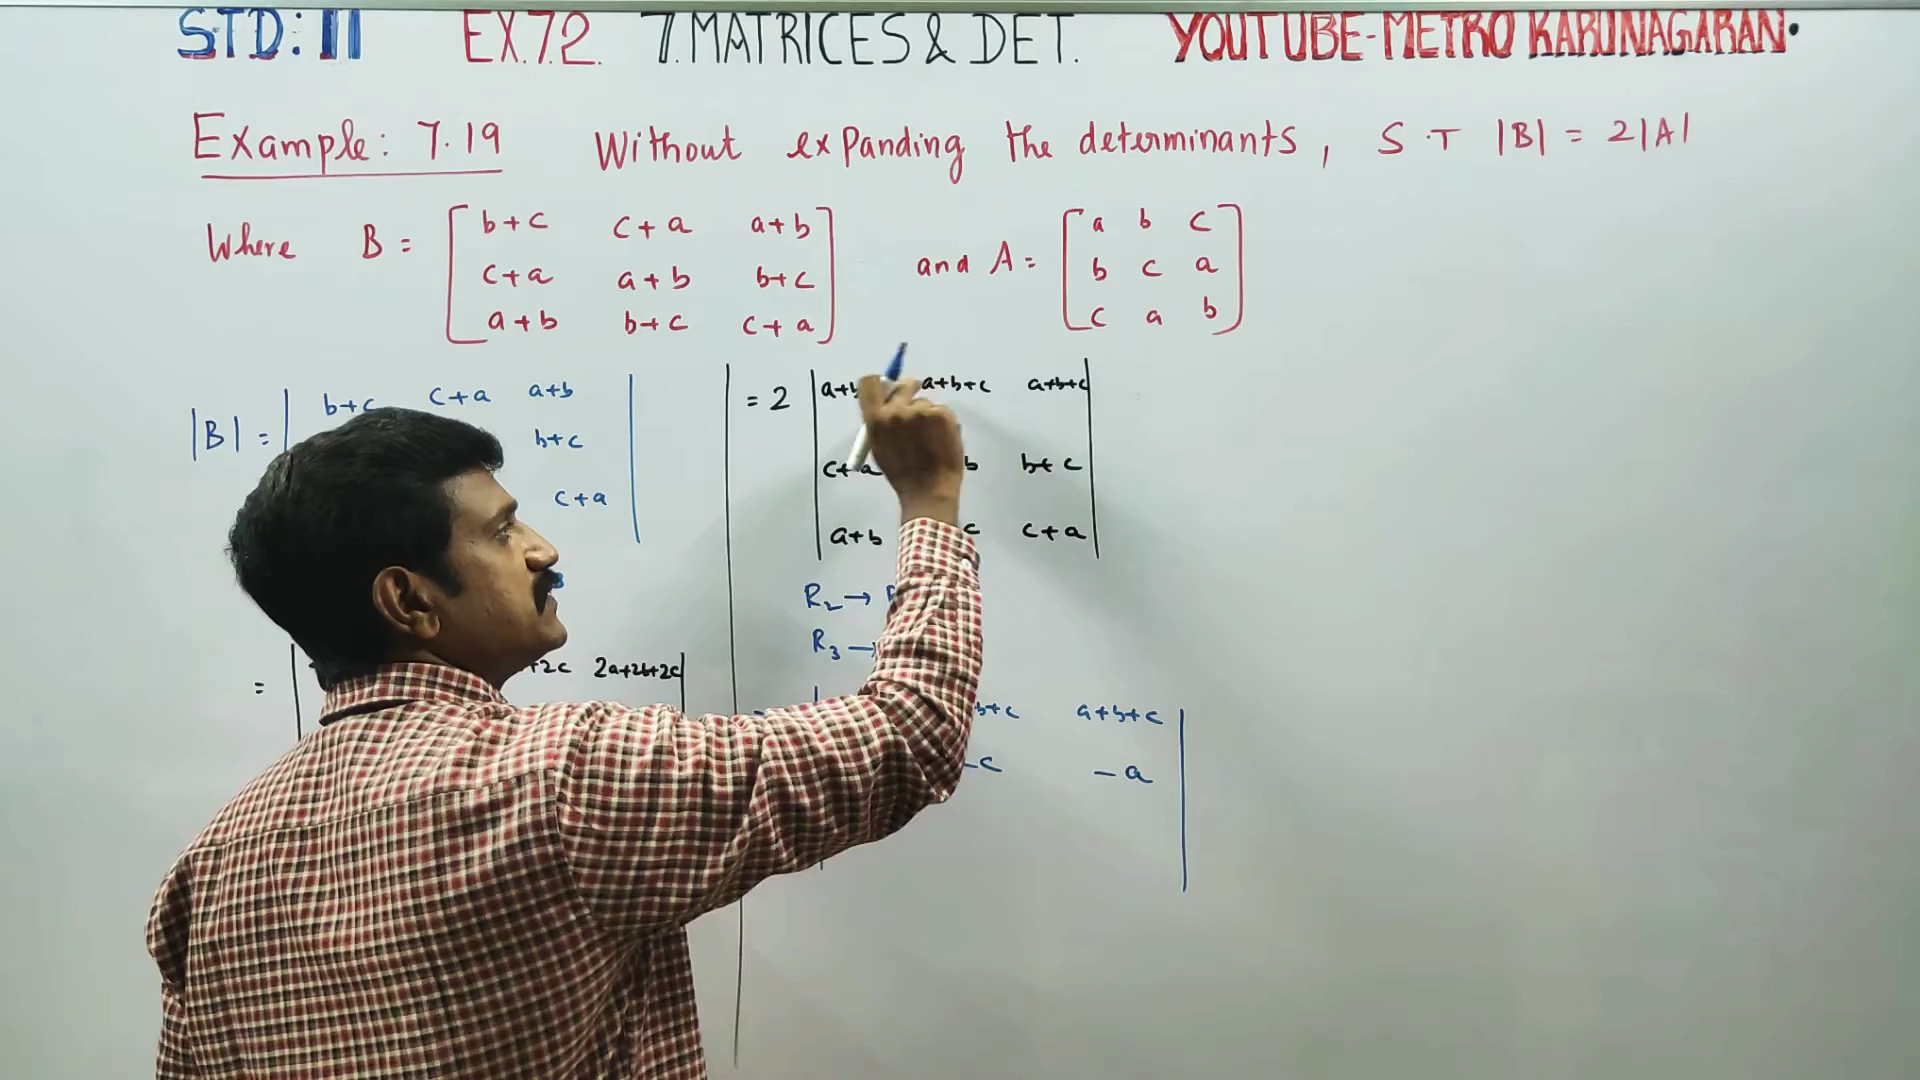 STD: 11 EX.7.2. 7.MATRICES & DET. YOUTUBE-METRO KARUNAGARAN.
Example: 7.19 Without expanding the determinants, S.T |B| = 2|A|
Where B = [ b+c c+a a+b ] and A = [ a b c ]
c+a a+b b+c b c a
a+b b+c c+a c a b
|B| = | b+c c+a a+b |
b+c
c+a
= +2c 2a+2b+2c |
= 2 | a+b a+b+c a+b+c |
c+a b b+c
a+b c c+a
R₂ →
R₃ →
b+c a+b+c |
-c -a